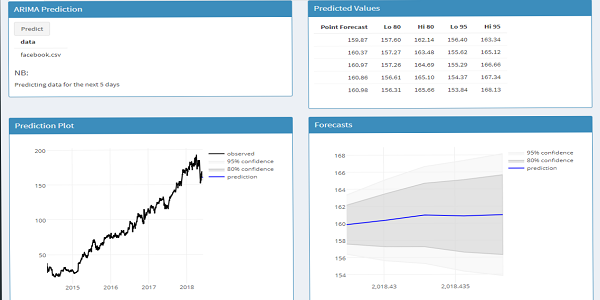 ARIMA Prediction
Predict
data
facebook.csv
NB:
Predicting data for the next 5 days
Predicted Values
Point Forecast Lo 80 Hi 80 Lo 95 Hi 95
159.87 157.60 162.14 156.40 163.34
160.37 157.27 163.48 155.62 165.12
160.97 157.28 164.69 155.29 166.66
160.86 156.61 165.10 154.37 167.34
160.98 156.31 165.66 153.84 168.13
Prediction Plot
200
150
100
50
2015 2016 2017 2018
observed
95% confidence
80% confidence
prediction
Forecasts
168
166
164
162
160
158
156
154
2,018.43 2,018.435
95% confidence
80% confidence
prediction